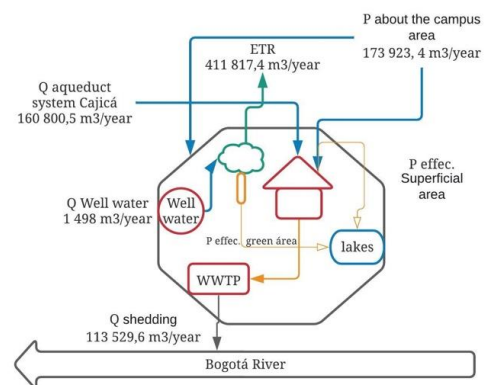 P about the campus
area
173 923, 4 m3/year
ETR
411 817,4 m3/year
Q aqueduct
system Cajicá
160 800,5 m3/year
P effec.
Superficial
area
Q Well water
1 498 m3/year
Well
water
P effec. green área
lakes
WWTP
Q shedding
113 529,6 m3/year
Bogotá River